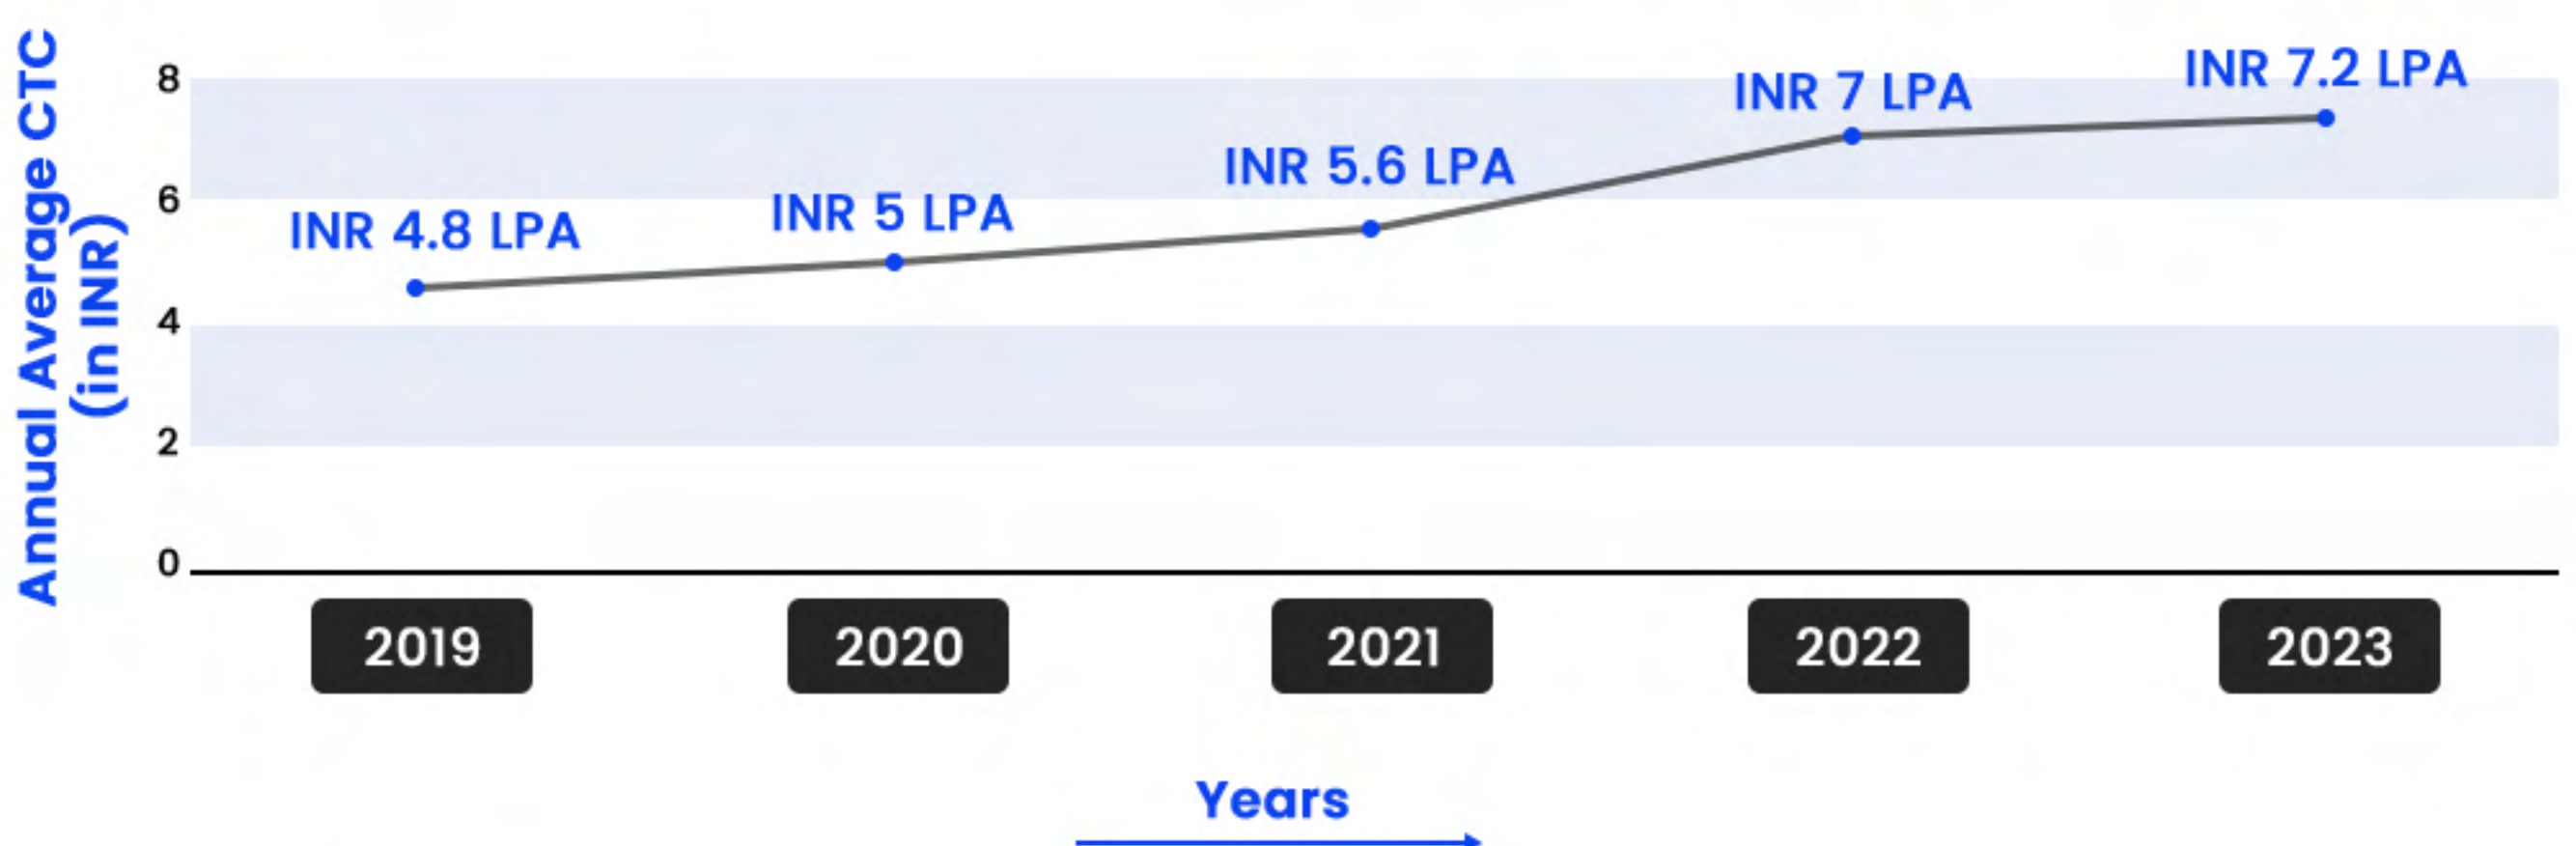 Annual Average CTC
(in INR)
8
6
4
2
0
INR 4.8 LPA
INR 5 LPA
INR 5.6 LPA
INR 7 LPA
INR 7.2 LPA
2019
2020
2021
2022
2023
Years